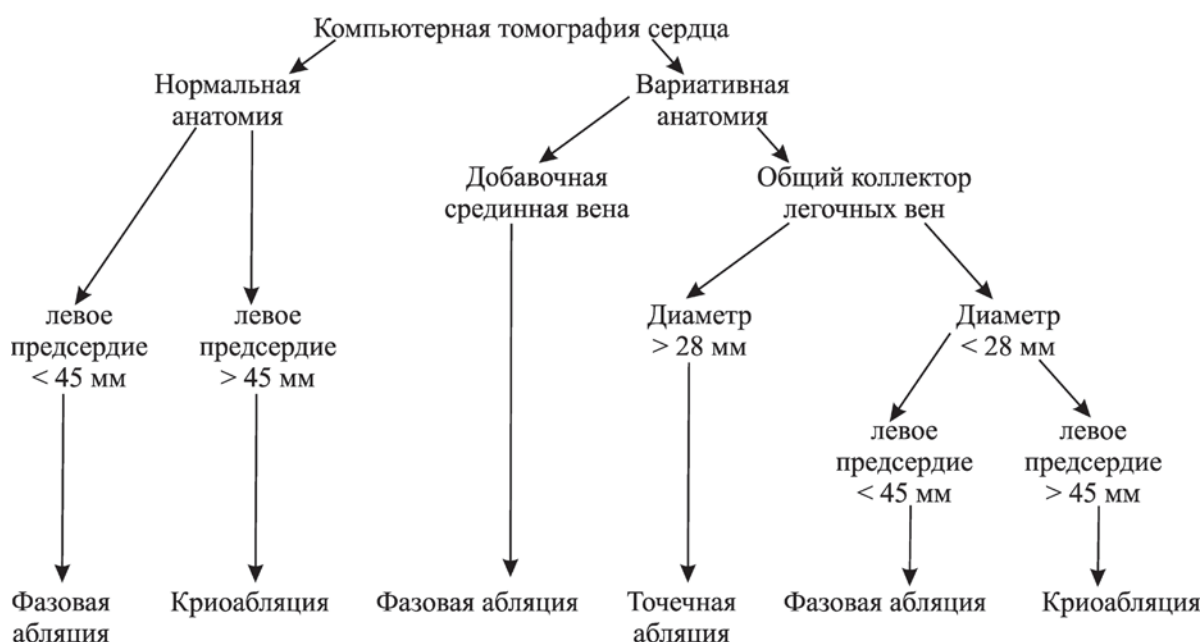 Компьютерная томография сердца
Нормальная
анатомия
Вариативная
анатомия
Добавочная
срединная вена
Общий коллектор
легочных вен
левое
предсердие
< 45 мм
левое
предсердие
> 45 мм
Диаметр
> 28 мм
Диаметр
< 28 мм
левое
предсердие
< 45 мм
левое
предсердие
> 45 мм
Фазовая
абляция
Криоабляция
Фазовая абляция
Точечная
абляция
Фазовая абляция
Криоабляция